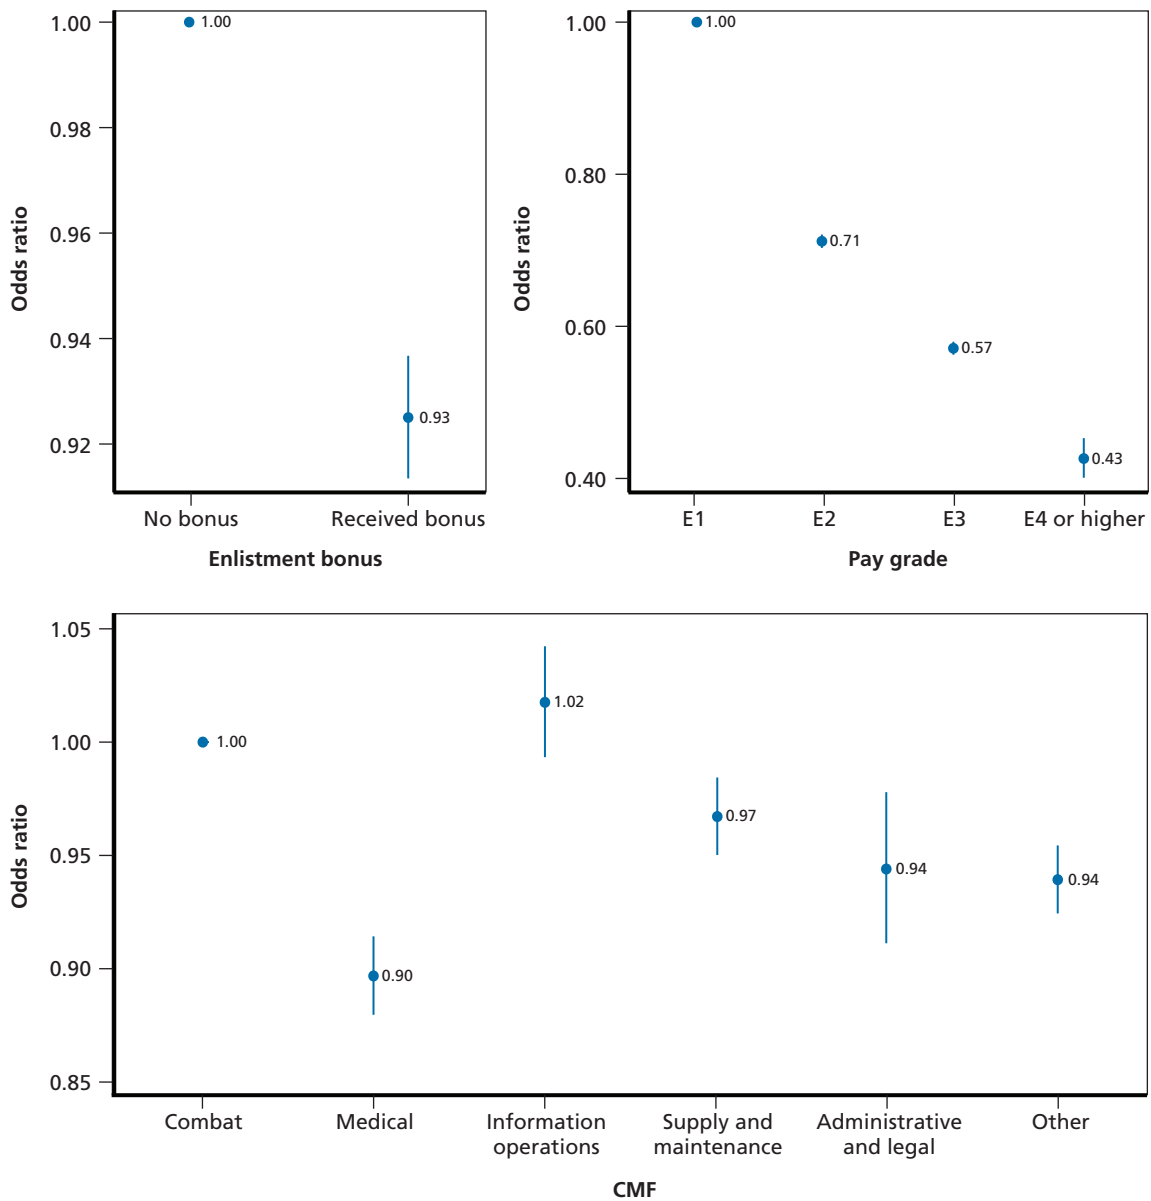 1.00
0.98
0.96
0.94
0.92
Odds ratio
1.00
0.93
No bonus
Received bonus
Enlistment bonus
1.00
0.80
0.60
0.40
Odds ratio
1.00
0.71
0.57
0.43
E1
E2
E3
E4 or higher
Pay grade
1.05
1.00
0.95
0.90
0.85
Odds ratio
1.00
0.90
1.02
0.97
0.94
0.94
Combat
Medical
Information
operations
Supply and
maintenance
Administrative
and legal
Other
CMF